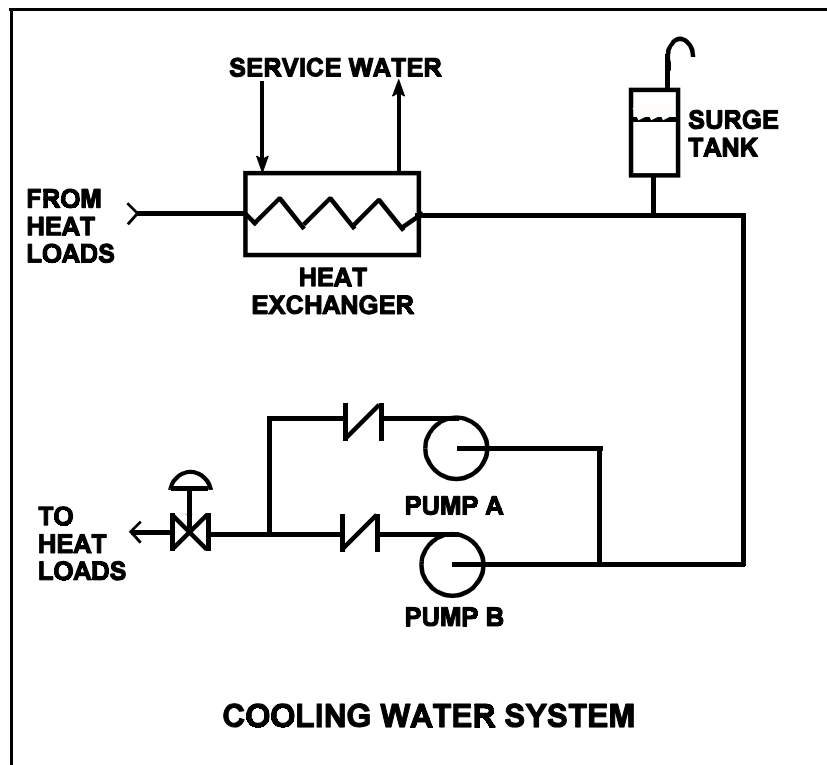 SERVICE WATER
SURGE
TANK
FROM
HEAT
LOADS
HEAT
EXCHANGER
PUMP A
TO
HEAT
LOADS
PUMP B
COOLING WATER SYSTEM